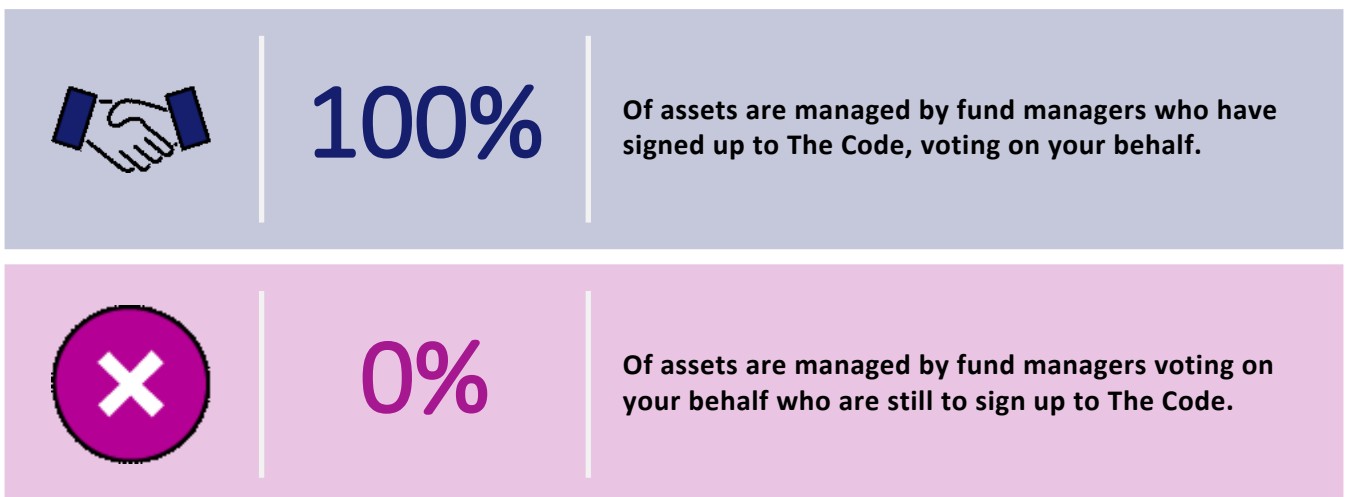 100%
Of assets are managed by fund managers who have
signed up to The Code, voting on your behalf.
0%
Of assets are managed by fund managers voting on
your behalf who are still to sign up to The Code.